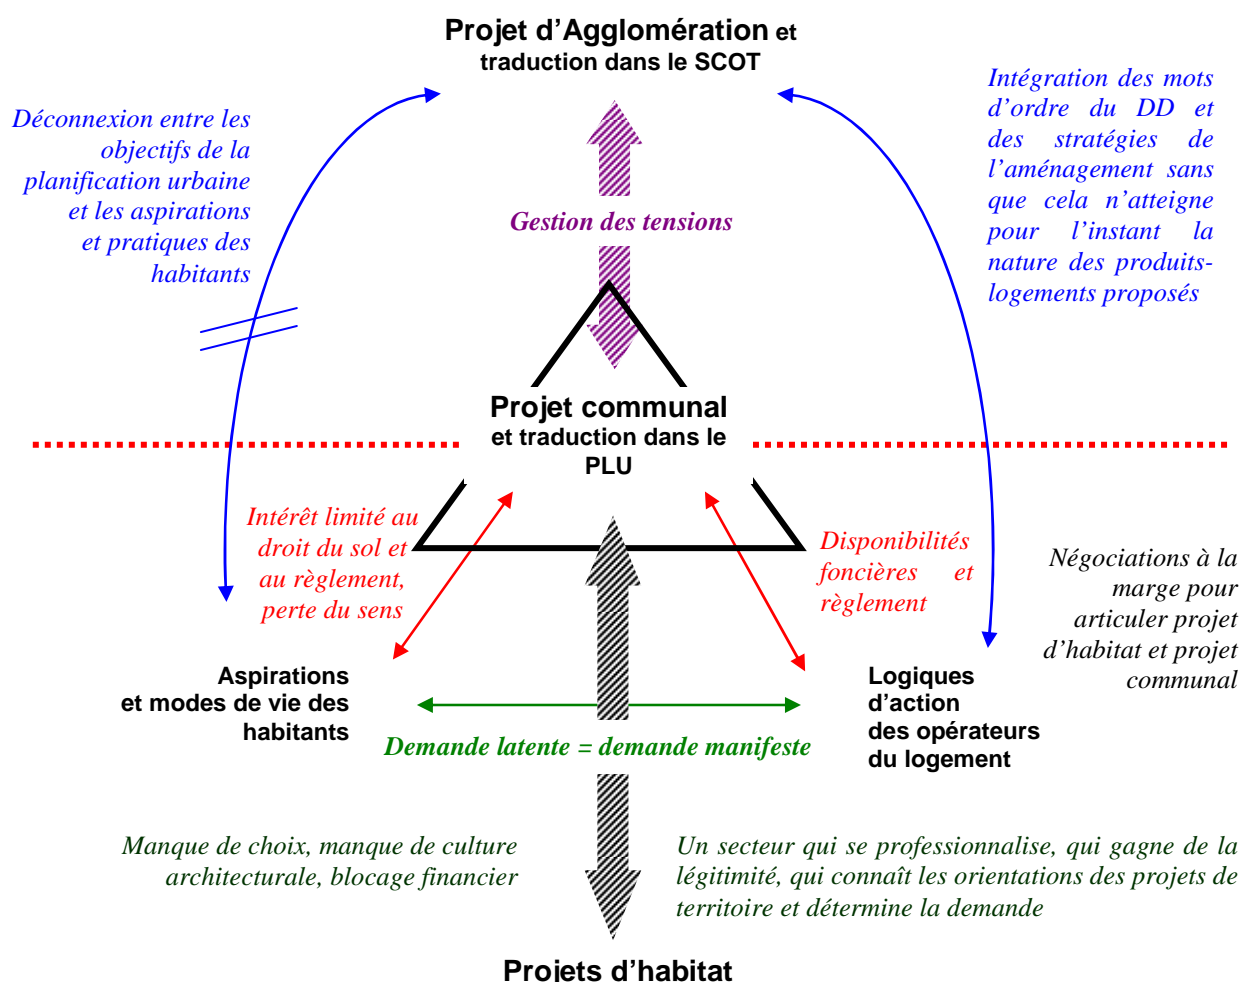 Projet d'Agglomération et
traduction dans le SCOT
Déconnexion entre les
objectifs de la
planification urbaine
et les aspirations
et pratiques des
habitants
Intégration des mots
d'ordre du DD et
des stratégies de
l'aménagement sans
que cela n'atteigne
pour l'instant la
nature des produits-
logements proposés
Gestion des tensions
Projet communal
et traduction dans le
PLU
Intérêt limité au
droit du sol et
au règlement,
perte du sens
Disponibilités
foncières et
règlement
Négociations à la
marge pour
articuler projet
d'habitat et projet
communal
Aspirations
et modes de vie des
habitants
Logiques
d'action
des opérateurs
du logement
Demande latente = demande manifeste
Manque de choix, manque de culture
architecturale, blocage financier
Un secteur qui se professionnalise, qui gagne de la
légitimité, qui connaît les orientations des projets de
territoire et détermine la demande
Projets d'habitat